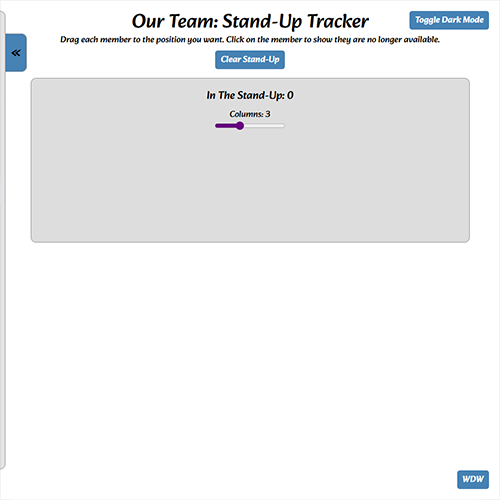 Our Team: Stand-Up Tracker
Toggle Dark Mode
Drag each member to the position you want. Click on the member to show they are no longer available.
«
Clear Stand-Up
In The Stand-Up: 0
Columns: 3
WDW